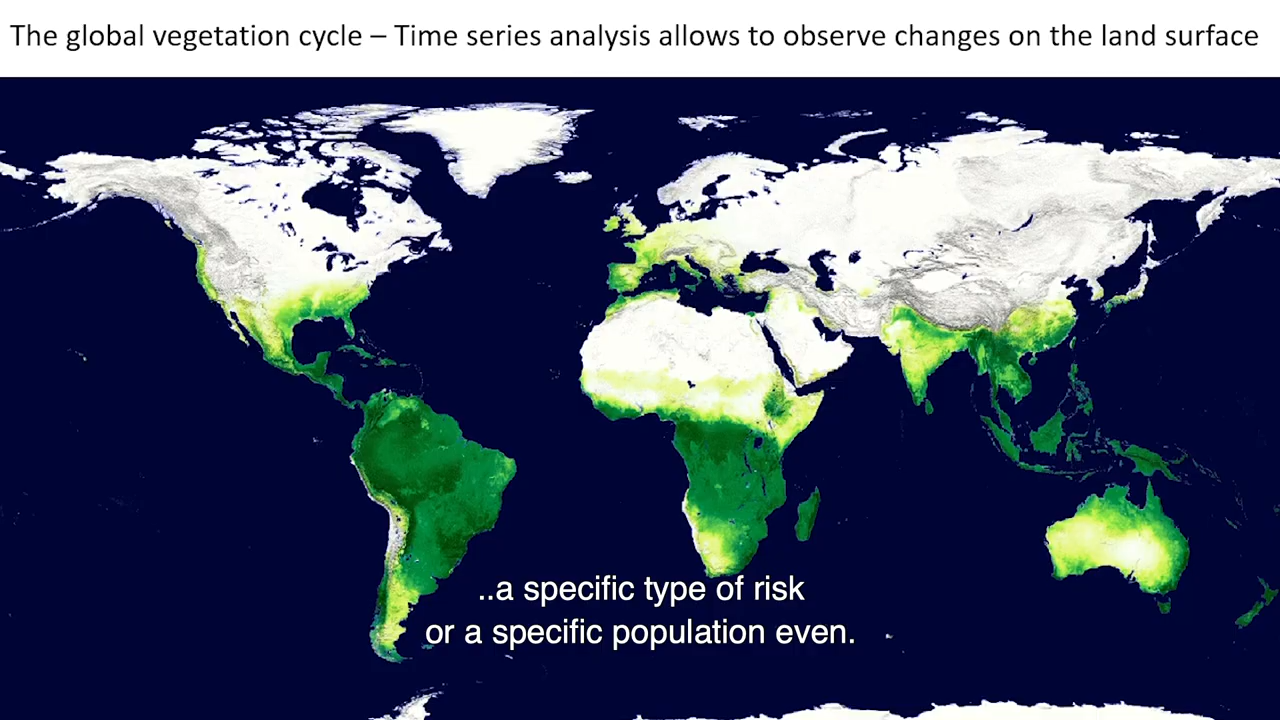 The global vegetation cycle – Time series analysis allows to observe changes on the land surface
..a specific type of risk
or a specific population even.